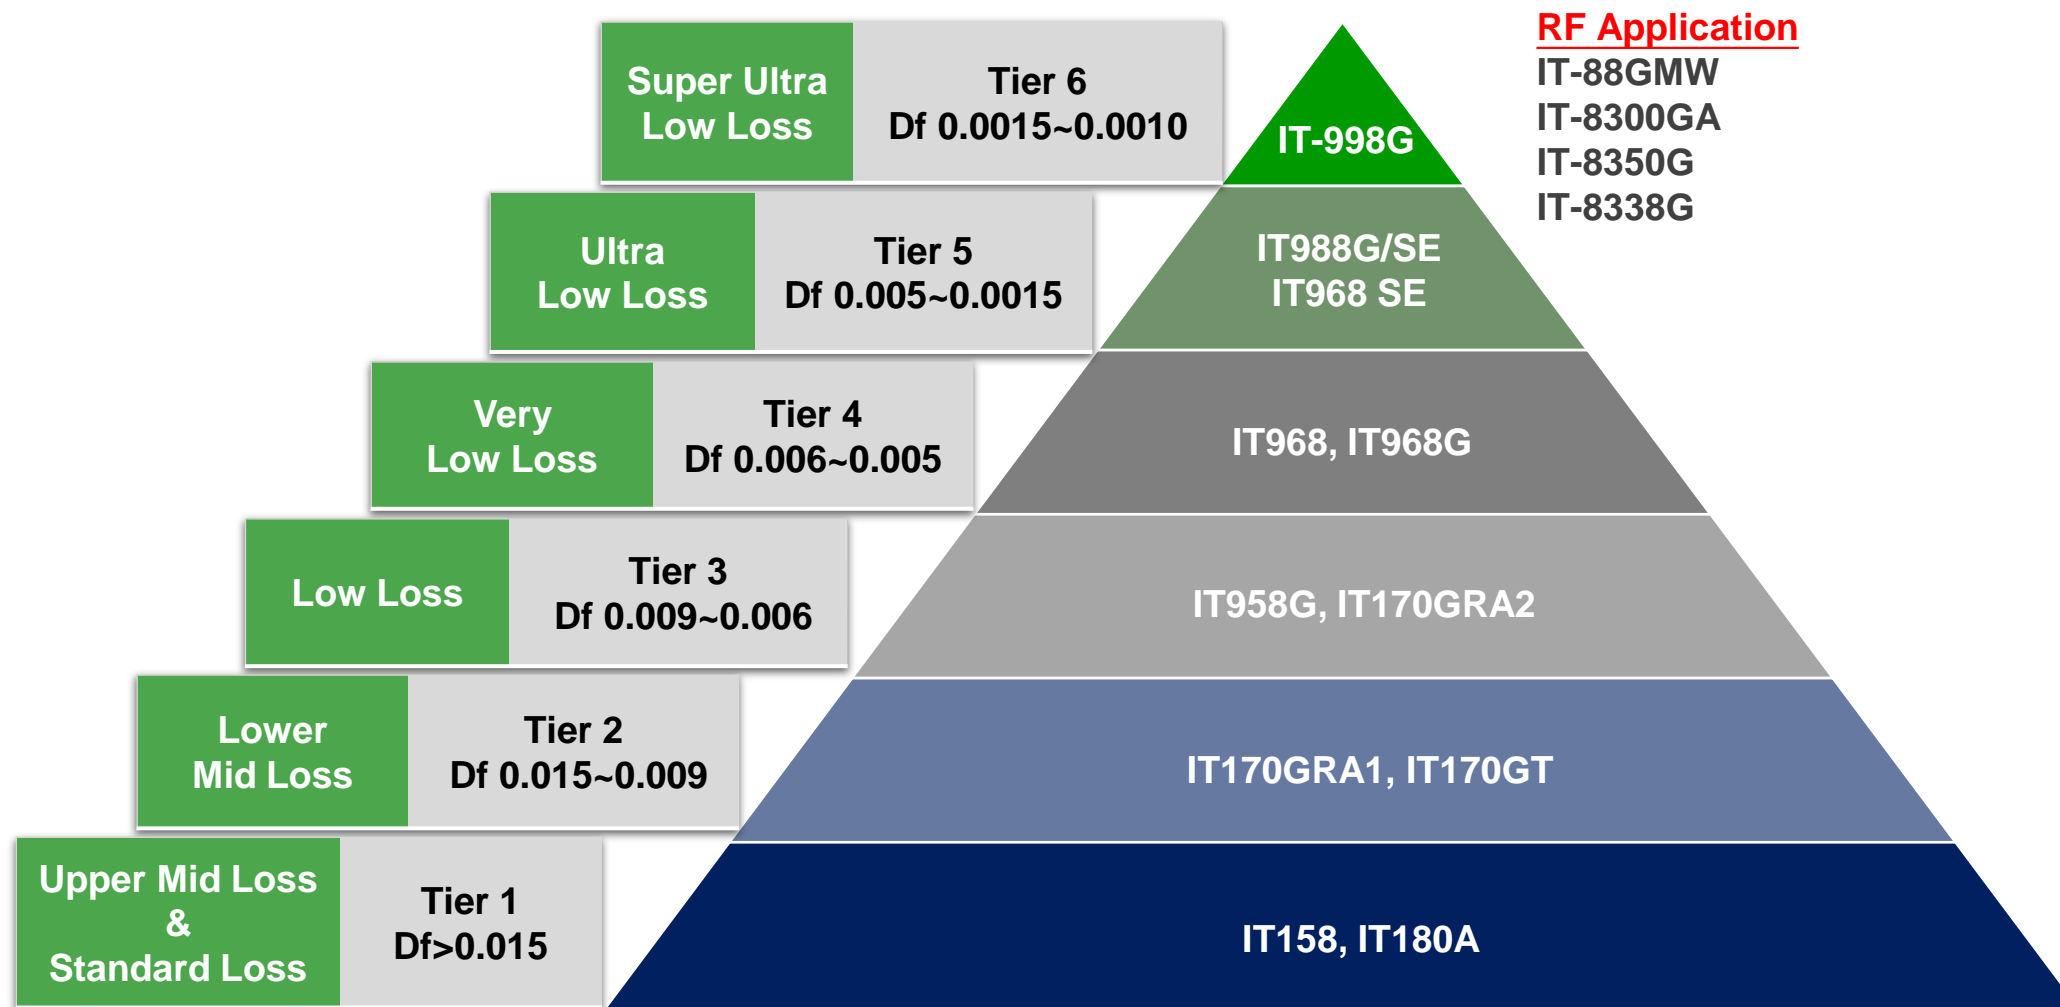 RF Application
IT-88GMW
IT-8300GA
IT-8350G
IT-8338G
Super Ultra
Low Loss
Tier 6
Df 0.0015~0.0010
IT-998G
Ultra
Low Loss
Tier 5
Df 0.005~0.0015
IT988G/SE
IT968 SE
Very
Low Loss
Tier 4
Df 0.006~0.005
IT968, IT968G
Low Loss
Tier 3
Df 0.009~0.006
IT958G, IT170GRA2
Lower
Mid Loss
Tier 2
Df 0.015~0.009
IT170GRA1, IT170GT
Upper Mid Loss
&
Standard Loss
Tier 1
Df>0.015
IT158, IT180A